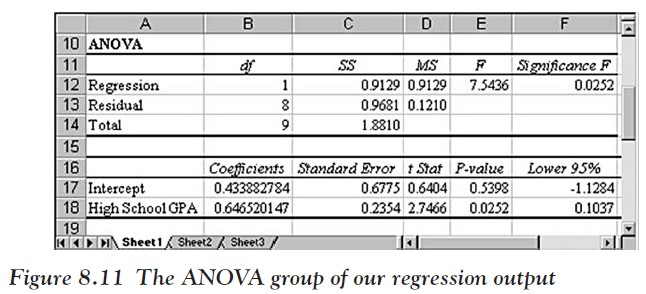 A B C D E F
10 ANOVA
11 df SS MS F Significance F
12 Regression 1 0.9129 0.9129 7.5436 0.0252
13 Residual 8 0.9681 0.1210
14 Total 9 1.8810
15
16 Coefficients Standard Error t Stat P-value Lower 95%
17 Intercept 0.433882784 0.6775 0.6404 0.5398 -1.1284
18 High School GPA 0.646520147 0.2354 2.7466 0.0252 0.1037
19
Sheet1 Sheet2 Sheet3
Figure 8.11 The ANOVA group of our regression output